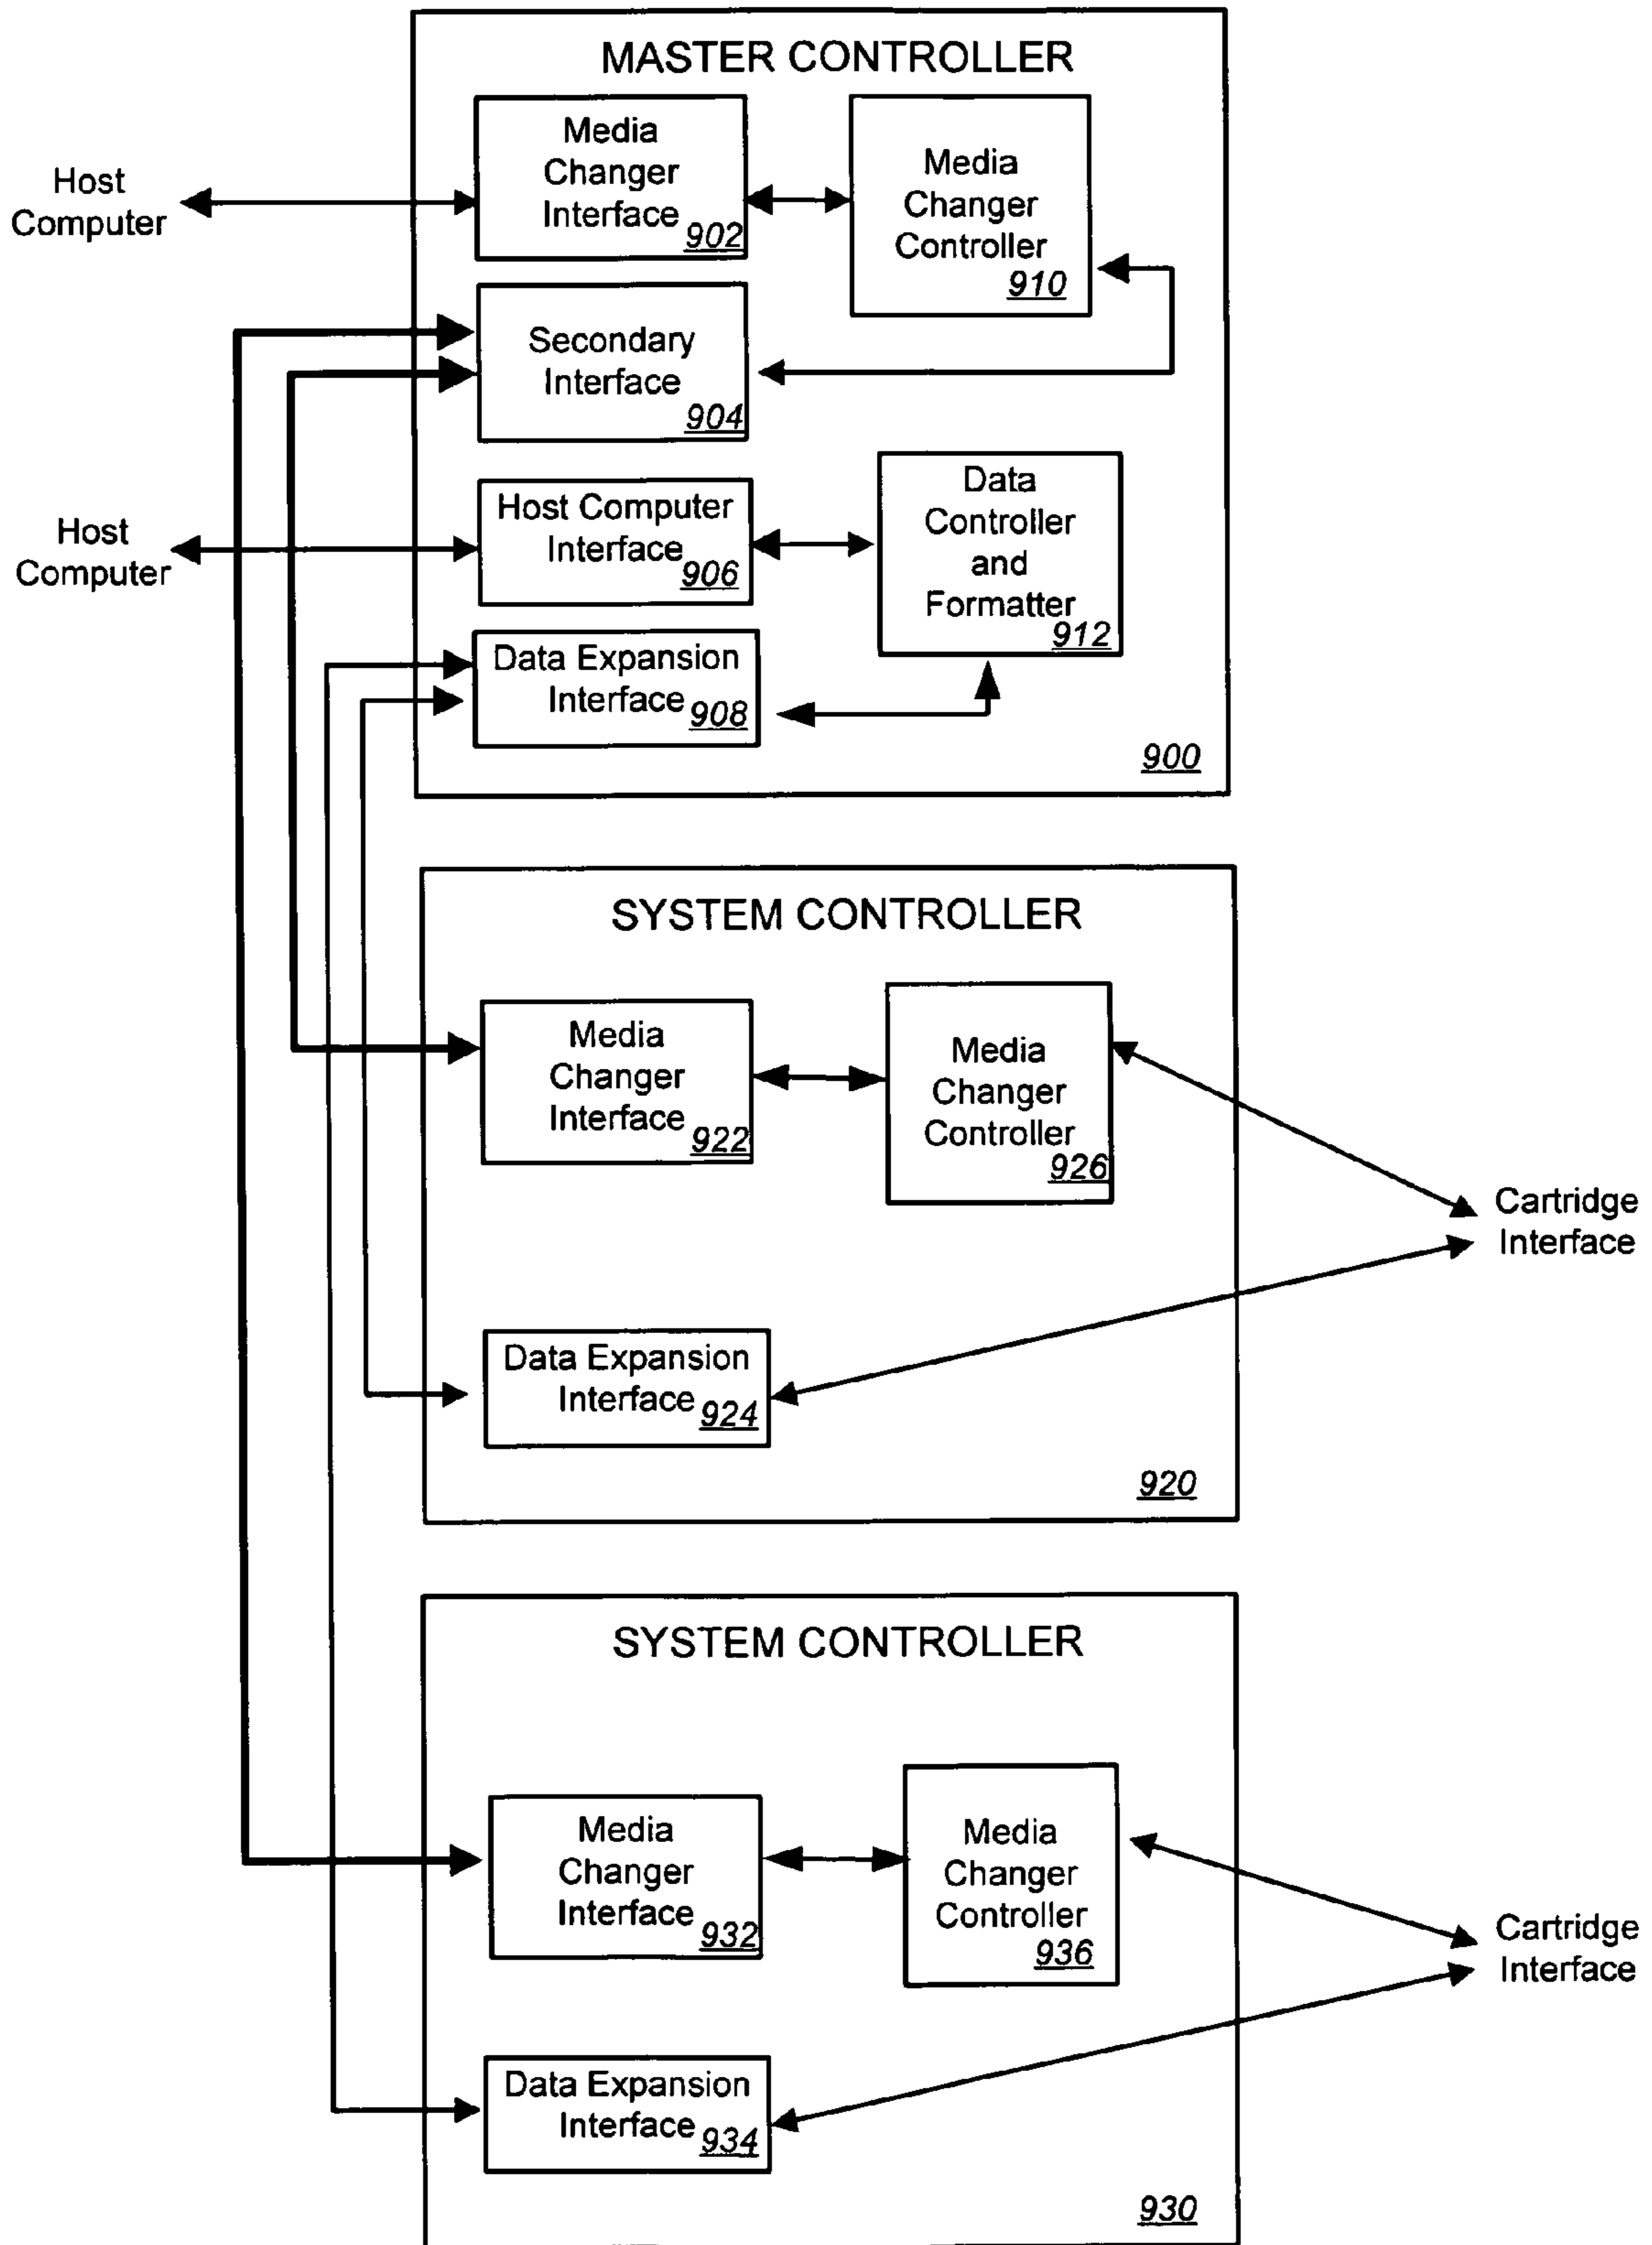 MASTER CONTROLLER
Host
Computer
Media
Changer
Interface
902
Media
Changer
Controller
910
Secondary
Interface
904
Host
Computer
Host Computer
Interface
906
Data
Controller
and
Formatter
912
Data Expansion
Interface
908
900
SYSTEM CONTROLLER
Media
Changer
Interface
922
Media
Changer
Controller
926
Cartridge
Interface
Data Expansion
Interface
924
920
SYSTEM CONTROLLER
Media
Changer
Interface
932
Media
Changer
Controller
936
Cartridge
Interface
Data Expansion
Interface
934
930